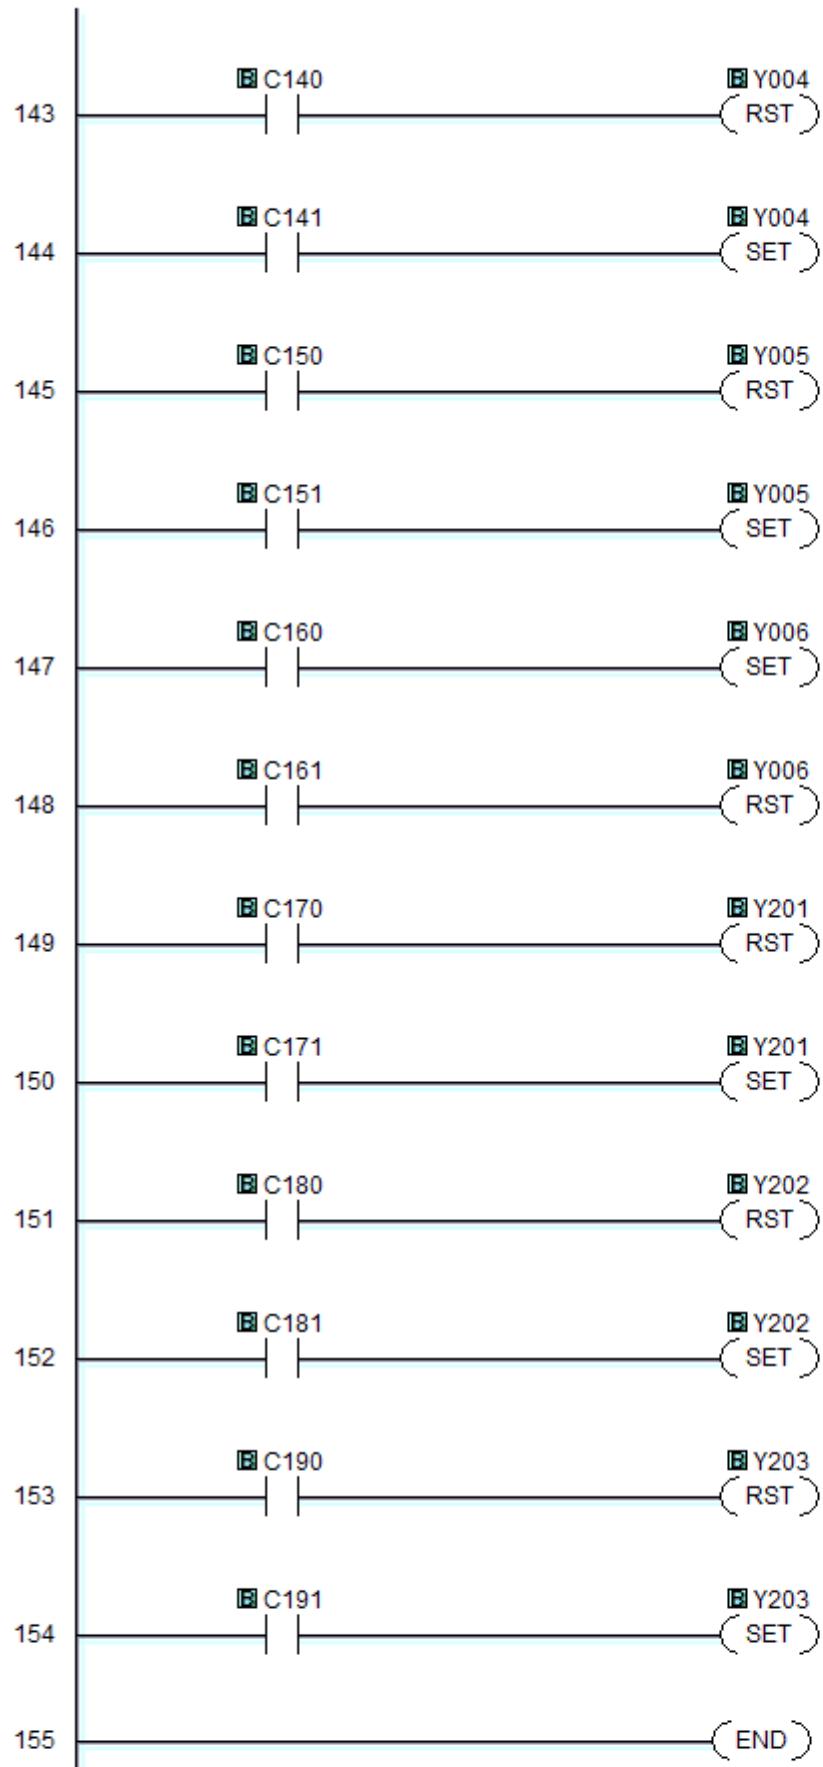 B C140 B Y004
143 RST
B C141 B Y004
144 SET
B C150 B Y005
145 RST
B C151 B Y005
146 SET
B C160 B Y006
147 SET
B C161 B Y006
148 RST
B C170 B Y201
149 RST
B C171 B Y201
150 SET
B C180 B Y202
151 RST
B C181 B Y202
152 SET
B C190 B Y203
153 RST
B C191 B Y203
154 SET
155 END